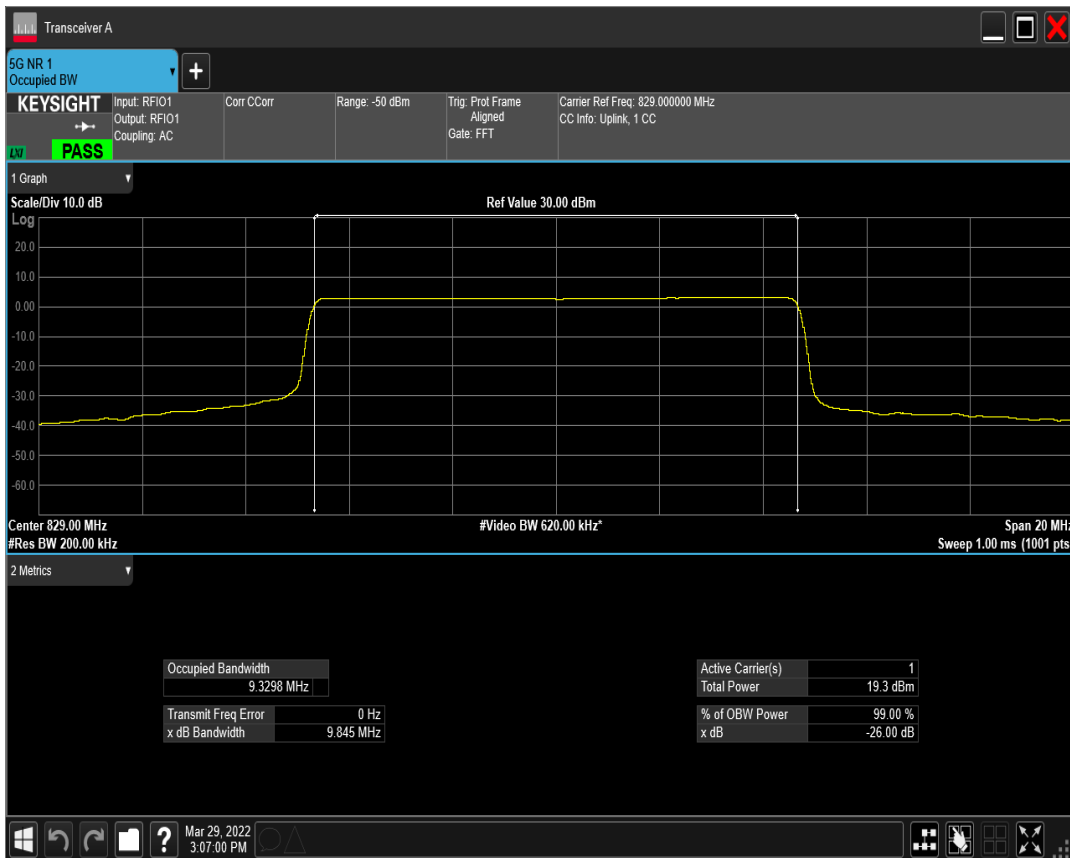 Transceiver A
5G NR 1
Occupied BW
+
KEYSIGHT
LXI
PASS
Input: RFIO1
Output: RFIO1
Coupling: AC
Corr CCorr
Range: -50 dBm
Trig: Prot Frame
Aligned
Gate: FFT
Carrier Ref Freq: 829.000000 MHz
CC Info: Uplink, 1 CC
1 Graph
Scale/Div 10.0 dB
Ref Value 30.00 dBm
Log
20.0
10.0
0.00
-10.0
-20.0
-30.0
-40.0
-50.0
-60.0
Center 829.00 MHz
#Video BW 620.00 kHz*
Span 20 MHz
#Res BW 200.00 kHz
Sweep 1.00 ms (1001 pts
2 Metrics
Occupied Bandwidth
9.3298 MHz
Transmit Freq Error 0 Hz
x dB Bandwidth 9.845 MHz
Active Carrier(s) 1
Total Power 19.3 dBm
% of OBW Power 99.00 %
x dB -26.00 dB
?
Mar 29, 2022
3:07:00 PM